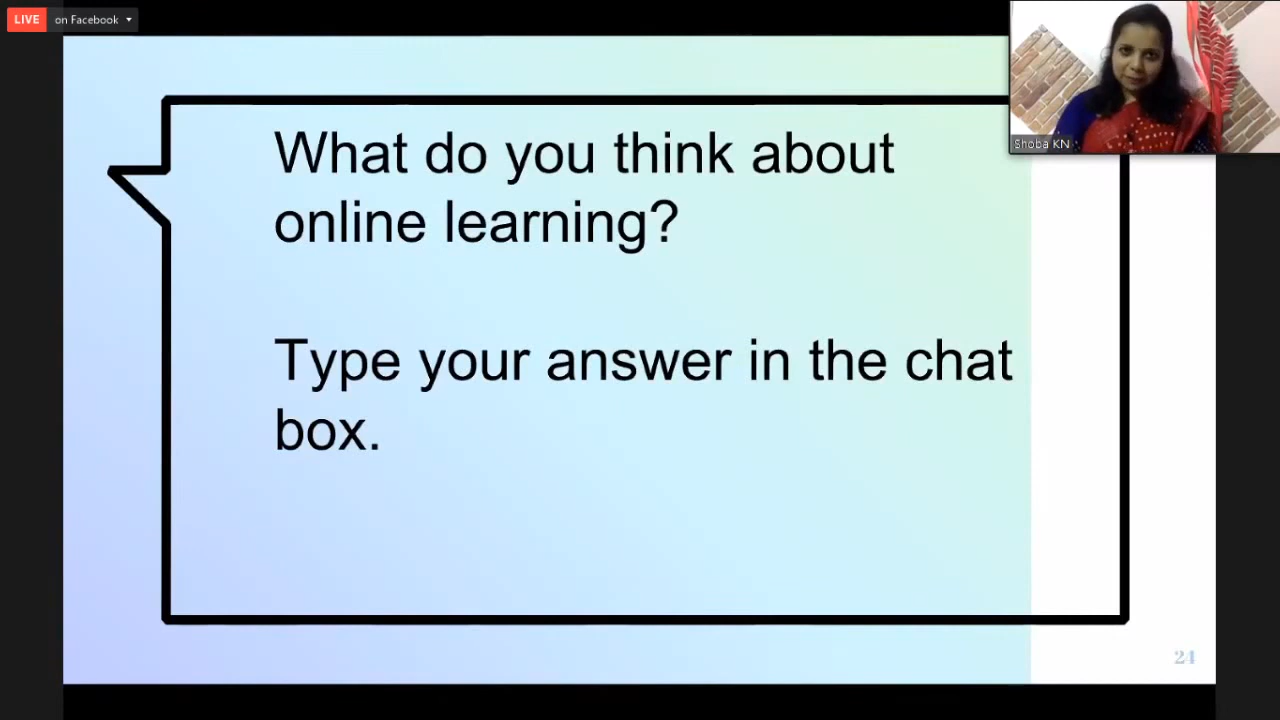 LIVE on Facebook
Shoba KN
What do you think about
online learning?
Type your answer in the chat
box.
24